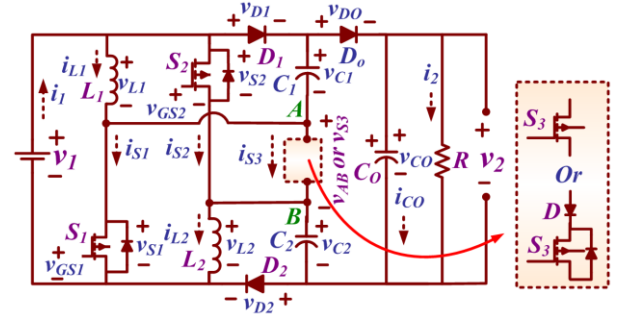 + v_D1 −
+ v_DO −
D_1
D_o
i_L1
L_1
+ v_L1 −
S_2
+ v_S2 −
v_GS2
C_1
+ v_C1 −
i_1
i_2
A
i_S1
i_S2
i_S3
+ v_AB or v_S3 −
+ v_1 −
C_O
+ v_CO −
i_CO
R
+ v_2 −
B
S_1
+ v_S1 −
v_GS1
i_L2
L_2
+ v_L2 −
C_2
+ v_C2 −
D_2
− v_D2 +
S_3
Or
D
S_3